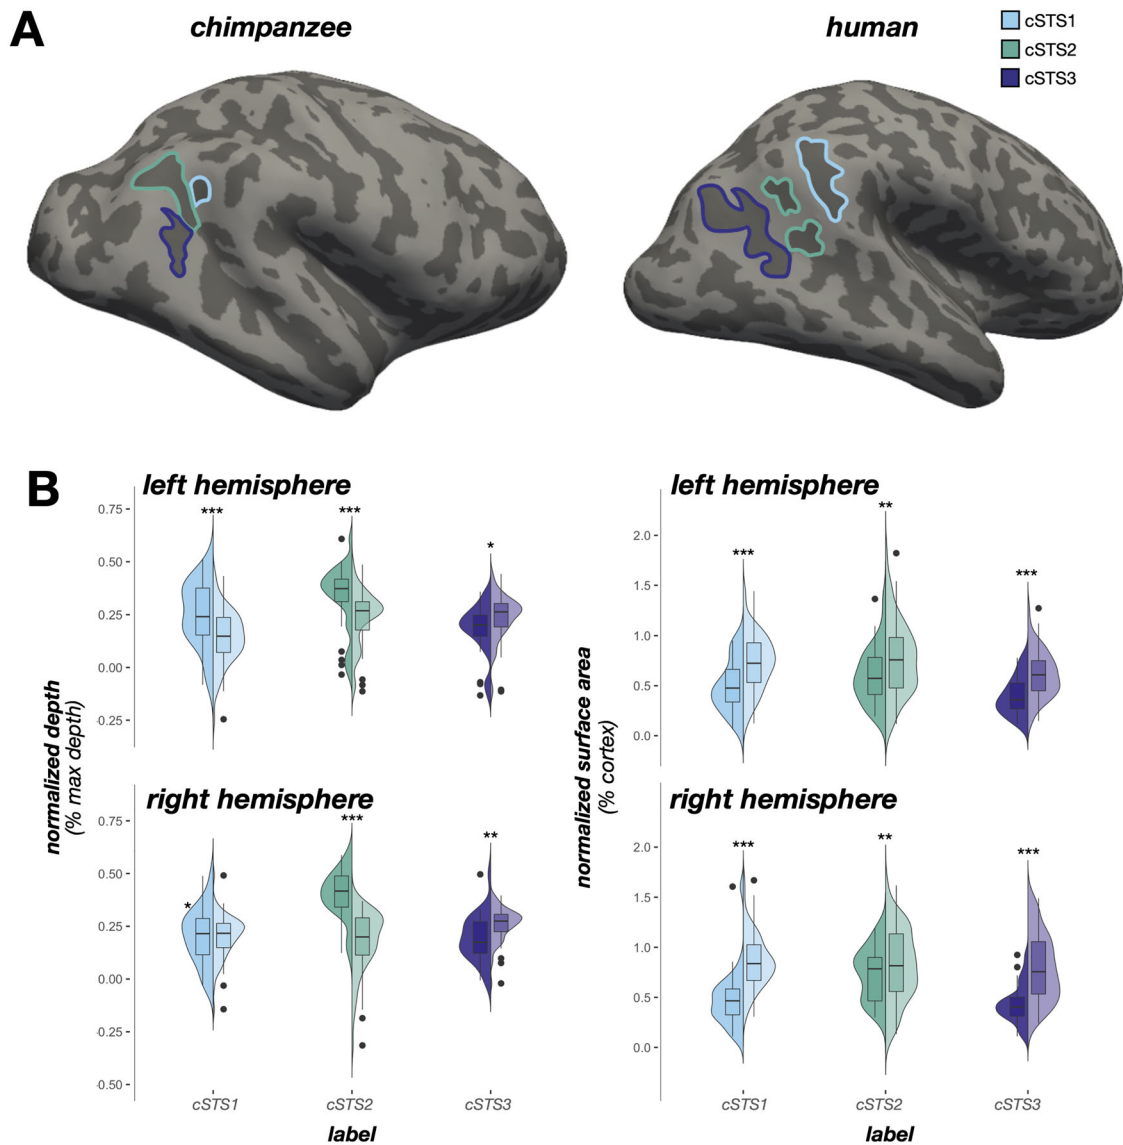 A
chimpanzee
human
cSTS1
cSTS2
cSTS3
B
left hemisphere
***
***
*
0.75
0.50
0.25
0.00
0.25
normalized depth
(% max depth)
right hemisphere
***
**
*
0.75
0.50
0.25
0.00
0.25
0.50
cSTS1
cSTS2
cSTS3
label
left hemisphere
***
**
***
2.0
1.5
1.0
0.5
0.0
normalized surface area
(% cortex)
right hemisphere
***
**
***
2.0
1.5
1.0
0.5
0.0
cSTS1
cSTS2
cSTS3
label